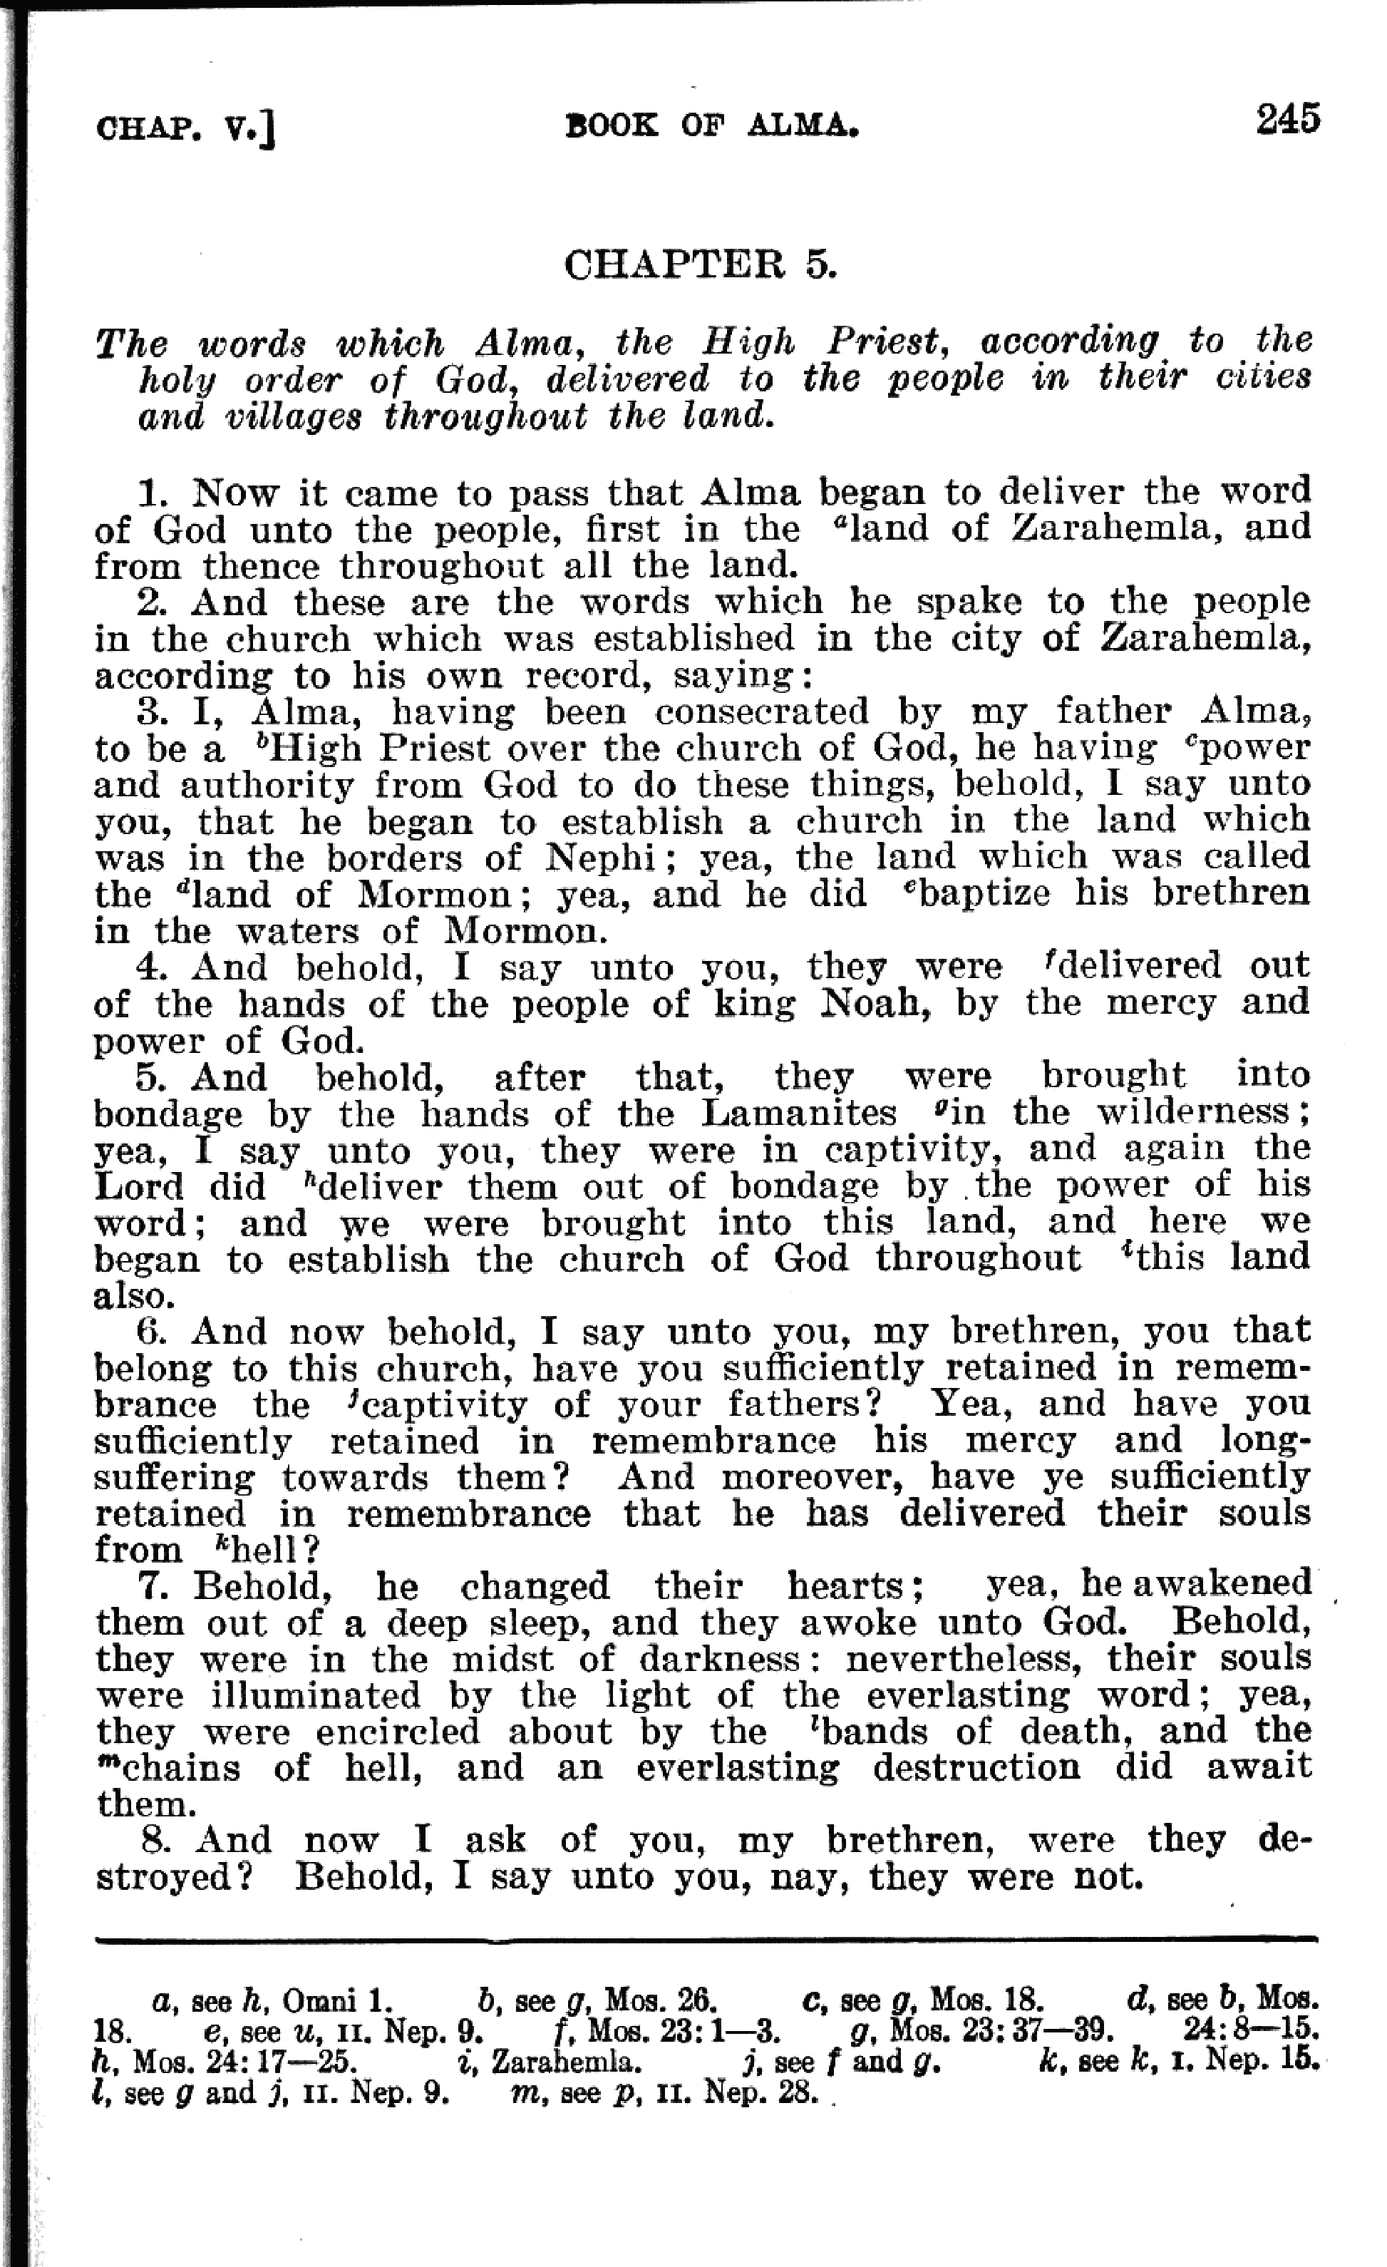 CHAP. V.] BOOK OF ALMA. 245
CHAPTER 5.
The words which Alma, the High Priest, according to the
holy order of God, delivered to the people in their cities
and villages throughout the land.
1. Now it came to pass that Alma began to deliver the word
of God unto the people, first in the ᵃland of Zarahemla, and
from thence throughout all the land.
2. And these are the words which he spake to the people
in the church which was established in the city of Zarahemla,
according to his own record, saying:
3. I, Alma, having been consecrated by my father Alma,
to be a ᵇHigh Priest over the church of God, he having ᶜpower
and authority from God to do these things, behold, I say unto
you, that he began to establish a church in the land which
was in the borders of Nephi; yea, the land which was called
the ᵈland of Mormon; yea, and he did ᵉbaptize his brethren
in the waters of Mormon.
4. And behold, I say unto you, they were ᶠdelivered out
of the hands of the people of king Noah, by the mercy and
power of God.
5. And behold, after that, they were brought into
bondage by the hands of the Lamanites ᵍin the wilderness;
yea, I say unto you, they were in captivity, and again the
Lord did ʰdeliver them out of bondage by the power of his
word; and we were brought into this land, and here we
began to establish the church of God throughout ⁱthis land
also.
6. And now behold, I say unto you, my brethren, you that
belong to this church, have you sufficiently retained in remem-
brance the ʲcaptivity of your fathers? Yea, and have you
sufficiently retained in remembrance his mercy and long-
suffering towards them? And moreover, have ye sufficiently
retained in remembrance that he has delivered their souls
from ᵏhell?
7. Behold, he changed their hearts; yea, he awakened
them out of a deep sleep, and they awoke unto God. Behold,
they were in the midst of darkness: nevertheless, their souls
were illuminated by the light of the everlasting word; yea,
they were encircled about by the ˡbands of death, and the
ᵐchains of hell, and an everlasting destruction did await
them.
8. And now I ask of you, my brethren, were they de-
stroyed? Behold, I say unto you, nay, they were not.
a, see h, Omni 1. b, see g, Mos. 26. c, see g, Mos. 18. d, see b, Mos.
18. e, see u, II. Nep. 9. f, Mos. 23: 1—3. g, Mos. 23: 37—39. 24: 8—15.
h, Mos. 24: 17—25. i, Zarahemla. j, see f and g. k, see k, I. Nep. 15.
l, see g and j, II. Nep. 9. m, see p, II. Nep. 28.